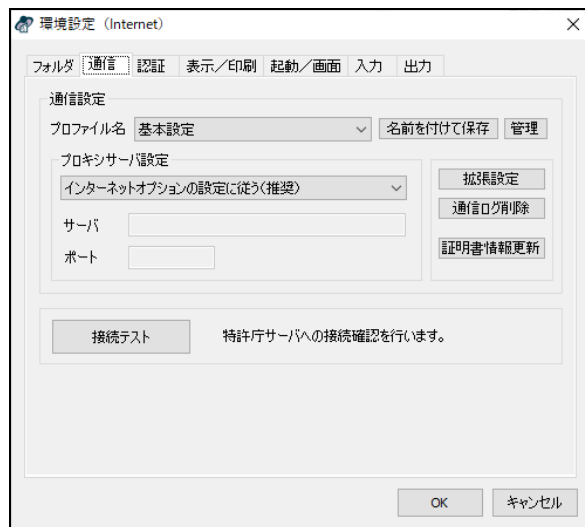 環境設定（Internet）
フォルダ 通信 認証 表示／印刷 起動／画面 入力 出力
通信設定
プロファイル名 基本設定 名前を付けて保存 管理
プロキシサーバ設定
インターネットオプションの設定に従う(推奨)
サーバ
ポート
拡張設定
通信ログ削除
証明書情報更新
接続テスト 特許庁サーバへの接続確認を行います。
OK キャンセル